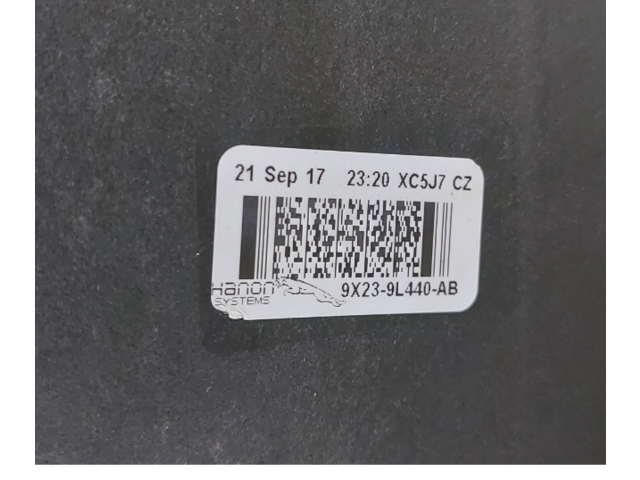 21 Sep 17 23:20 XC5J7 CZ
Hanon
SYSTEMS
9X23-9L440-AB